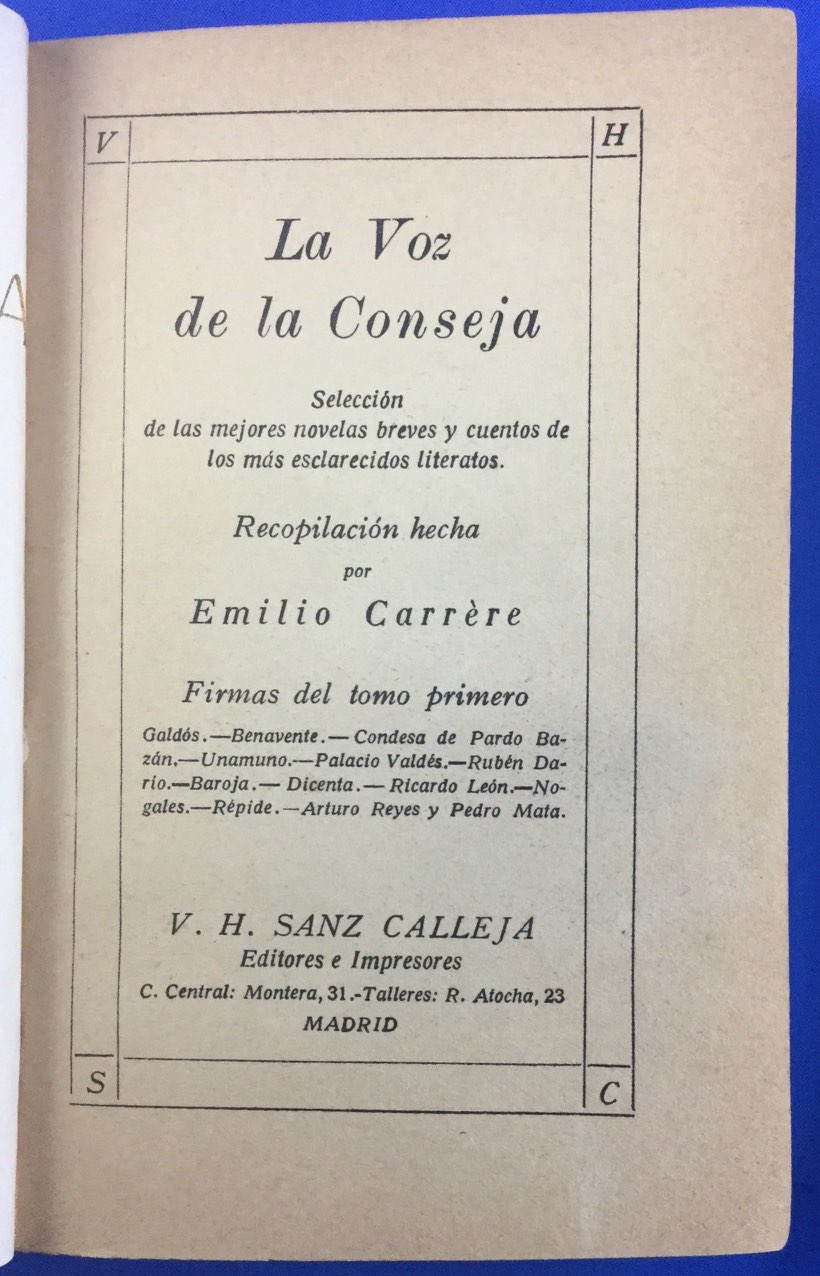 V
H
La Voz
de la Conseja
Selección
de las mejores novelas breves y cuentos de
los más esclarecidos literatos.
Recopilación hecha
por
Emilio Carrère
Firmas del tomo primero
Galdós.—Benavente.—Condesa de Pardo Ba-
zán.—Unamuno.—Palacio Valdés.—Rubén Da-
rio.—Baroja.—Dicenta.—Ricardo León.—No-
gales.—Répide.—Arturo Reyes y Pedro Mata.
V. H. SANZ CALLEJA
Editores e Impresores
C. Central: Montera, 31.-Talleres: R. Atocha, 23
MADRID
S
C
A